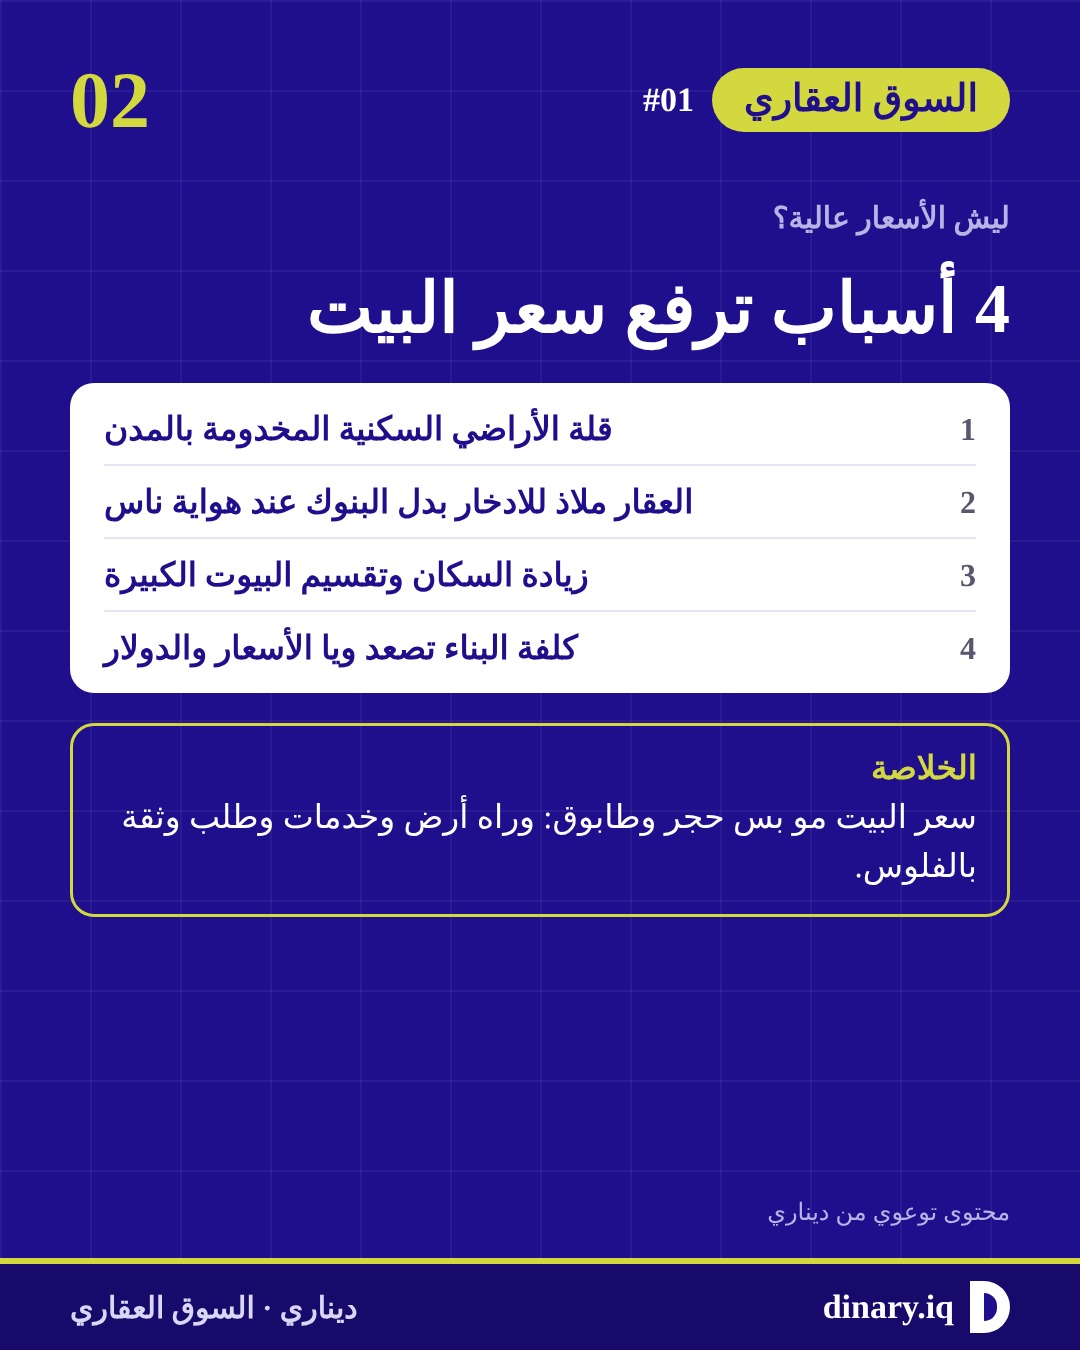 السوق العقاري #01
02
ليش الأسعار عالية؟
4 أسباب ترفع سعر البيت
1 قلة الأراضي السكنية المخدومة بالمدن
2 العقار ملاذ للادخار بدل البنوك عند هواية ناس
3 زيادة السكان وتقسيم البيوت الكبيرة
4 كلفة البناء تصعد ويا الأسعار والدولار
الخلاصة
سعر البيت مو بس حجر وطابوق: وراه أرض وخدمات وطلب وثقة
بالفلوس.
محتوى توعوي من ديناري
dinary.iq
ديناري · السوق العقاري